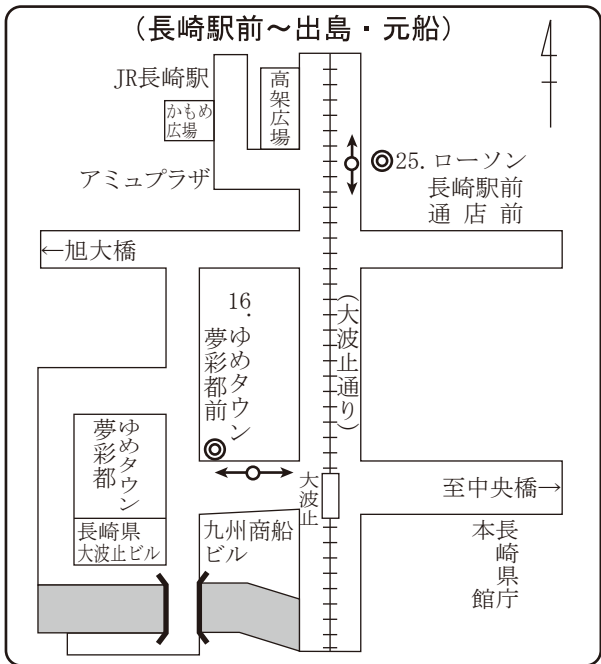 (長崎駅前～出島・元船)
JR長崎駅
かもめ
広場
高架広場
アミュプラザ
25. ローソン
長崎駅前
通店前
←旭大橋
16.
ゆめタウン
夢彩都前
(大波止通り)
ゆめタウン
夢彩都
長崎県
大波止ビル
九州商船
ビル
大波止
至中央橋→
長崎県庁
本館